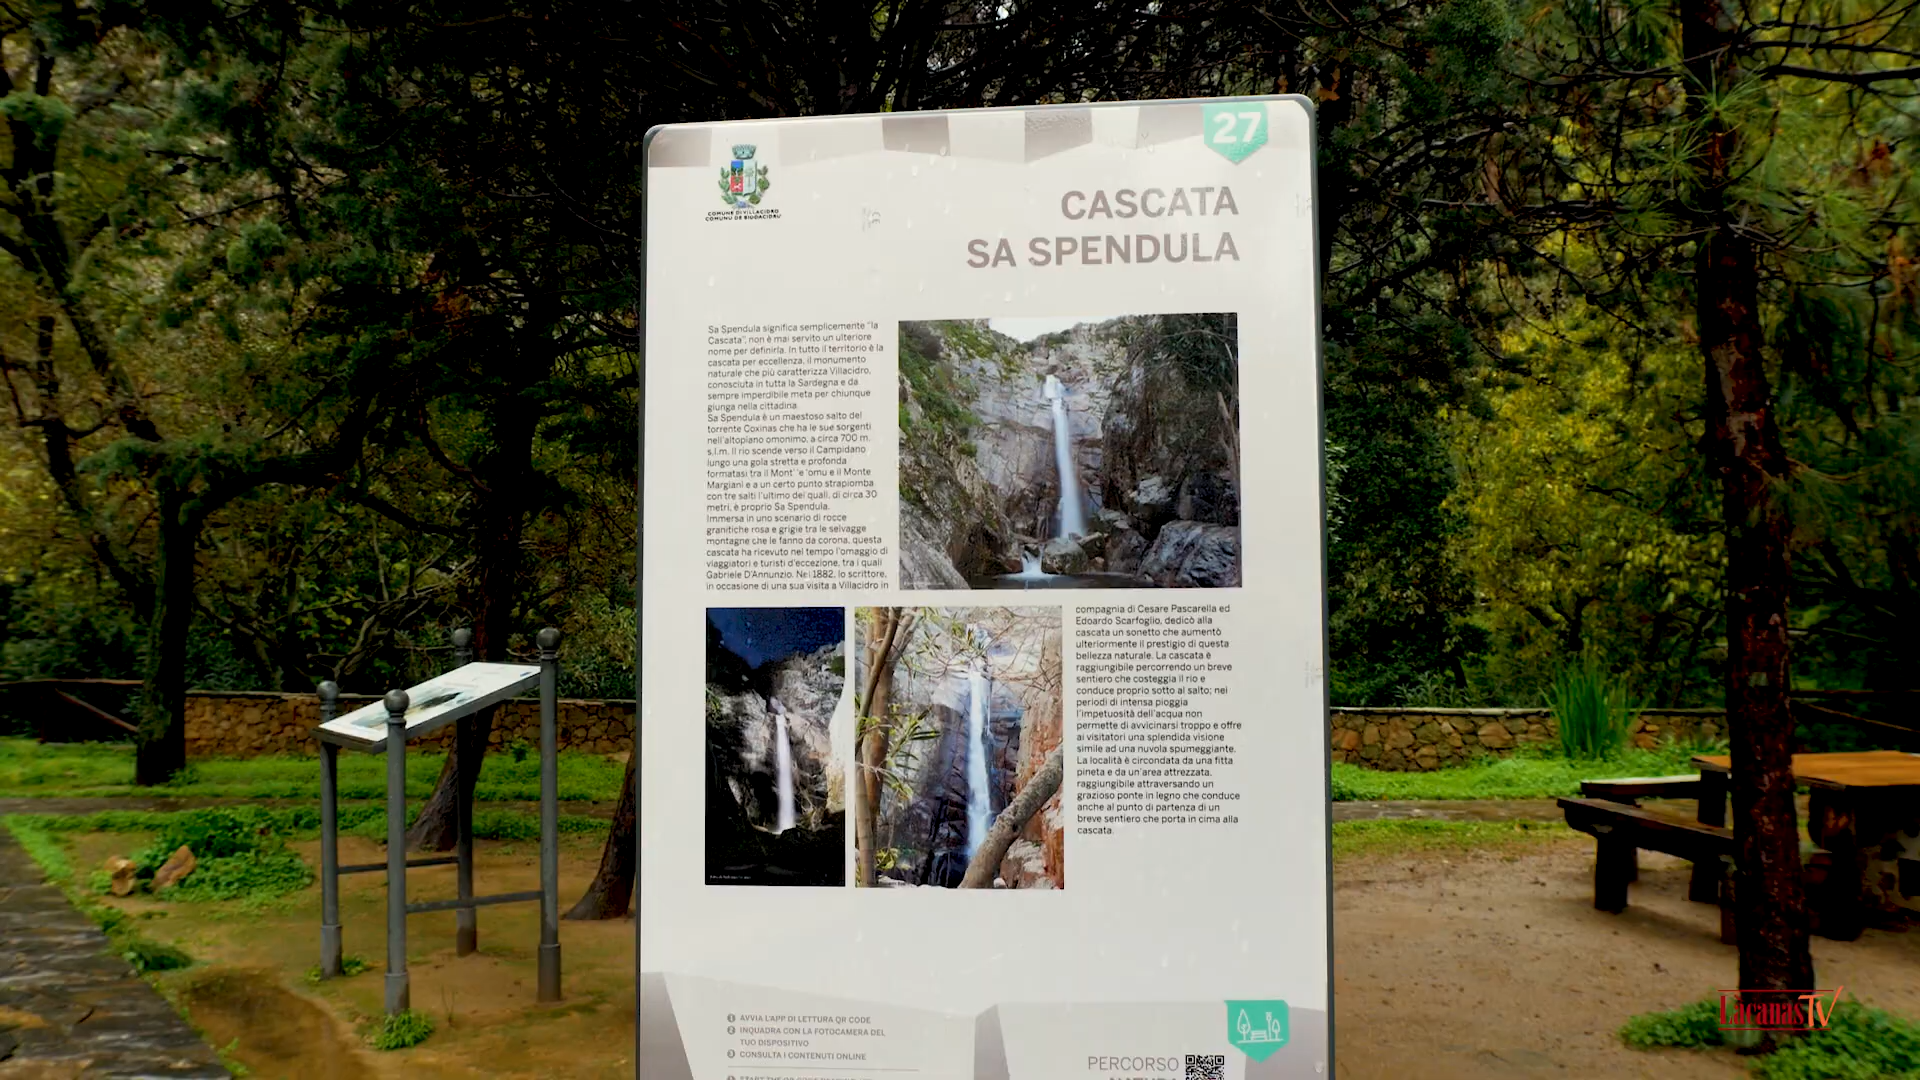 27
COMUNE DI VILLACIDRO
COMUNU DE BIDDACIDRU
CASCATA
SA SPENDULA
Sa Spendula significa semplicemente "la
Cascata", non è mai servito un ulteriore
nome per definirla. In tutto il territorio è la
cascata per eccellenza, il monumento
naturale che più caratterizza Villacidro,
conosciuta in tutta la Sardegna e da
sempre imperdibile meta per chiunque
giunga nella cittadina.
Sa Spendula è un maestoso salto del
torrente Coxinas che ha le sue sorgenti
nell'altopiano omonimo, a circa 700 m.
s.l.m. Il rio scende verso il Campidano
lungo una gola stretta e profonda
formatasi tra il Mont' 'e 'omu e il Monte
Margiani e a un certo punto strapiomba
con tre salti l'ultimo dei quali, di circa 30
metri, è proprio Sa Spendula.
Immersa in uno scenario di rocce
granitiche rosa e grigie tra le selvagge
montagne che le fanno da corona, questa
cascata ha ricevuto nel tempo l'omaggio di
viaggiatori e turisti d'eccezione, tra i quali
Gabriele D'Annunzio. Nel 1882, lo scrittore,
in occasione di una sua visita a Villacidro in
compagnia di Cesare Pascarella ed
Edoardo Scarfoglio, dedicò alla
cascata un sonetto che aumentò
ulteriormente il prestigio di questa
bellezza naturale. La cascata è
raggiungibile percorrendo un breve
sentiero che costeggia il rio e
conduce proprio sotto al salto; nei
periodi di intensa pioggia
l'impetuosità dell'acqua non
permette di avvicinarsi troppo e offre
ai visitatori una splendida visione
simile ad una nuvola spumeggiante.
La località è circondata da una fitta
pineta e da un'area attrezzata,
raggiungibile attraversando un
grazioso ponte in legno che conduce
anche al punto di partenza di un
breve sentiero che porta in cima alla
cascata.
1 AVVIA L'APP DI LETTURA QR CODE
2 INQUADRA CON LA FOTOCAMERA DEL
TUO DISPOSITIVO
3 CONSULTA I CONTENUTI ONLINE
PERCORSO
LàcanasTV